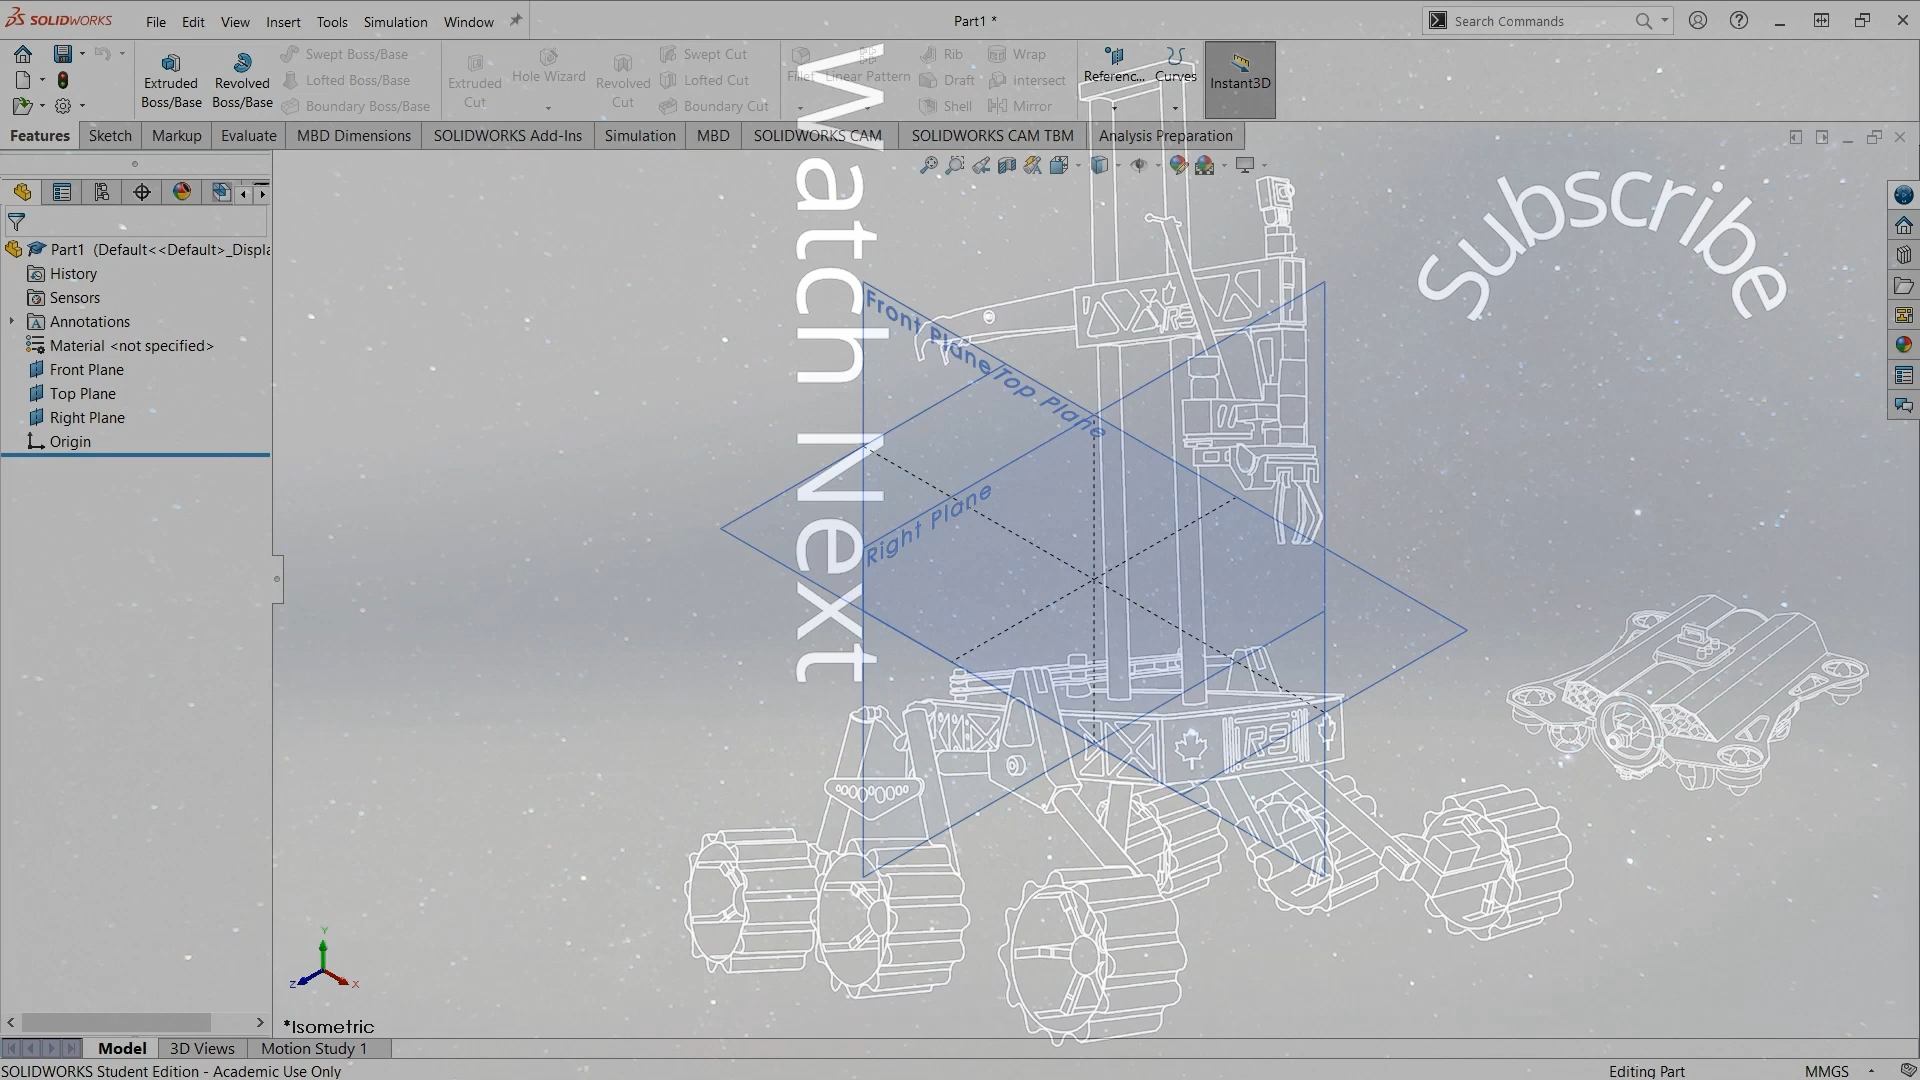 SOLIDWORKS
File Edit View Insert Tools Simulation Window
Part1 *
Search Commands
Extruded Boss/Base
Revolved Boss/Base
Swept Boss/Base
Lofted Boss/Base
Boundary Boss/Base
Extruded Cut
Hole Wizard
Revolved Cut
Swept Cut
Lofted Cut
Boundary Cut
Fillet
Linear Pattern
Rib
Draft
Shell
Wrap
Intersect
Mirror
Referenc...
Curves
Instant3D
Features Sketch Markup Evaluate MBD Dimensions SOLIDWORKS Add-Ins Simulation MBD SOLIDWORKS CAM SOLIDWORKS CAM TBM Analysis Preparation
Part1 (Default<<Default>_Displa
History
Sensors
Annotations
Material <not specified>
Front Plane
Top Plane
Right Plane
Origin
Watch Next
Subscribe
Front Plane
Top Plane
Right Plane
R3
R3
Y
Z
X
*Isometric
Model 3D Views Motion Study 1
SOLIDWORKS Student Edition - Academic Use Only
Editing Part
MMGS